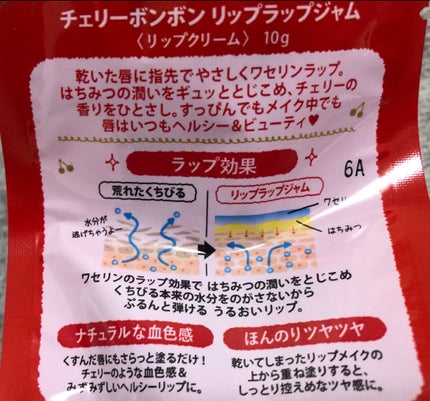 チェリーボンボン リップラップジャム
〈リップクリーム〉 10g
乾いた唇に指先でやさしくワセリンラップ。
はちみつの潤いをギュッととじこめ、チェリーの
香りをひとさし。すっぴんでもメイク中でも
唇はいつもヘルシー＆ビューティ♥
ラップ効果
6A
荒れたくちびる
リップラップジャム
水分が
逃げちゃうよー
ワセリ
はちみつ
ワセリンのラップ効果で はちみつの潤いをとじこめ
くちびる本来の水分をのがさないから
ぷるんと弾ける うるおいリップ。
ナチュラルな血色感
くすんだ唇にもさらっと塗るだけ！
チェリーのような血色感＆
みずみずしいヘルシーリップに。
ほんのりツヤツヤ
乾いてしまったリップメイクの
上から重ね塗りすると、
しっとり控えめなツヤ感に。